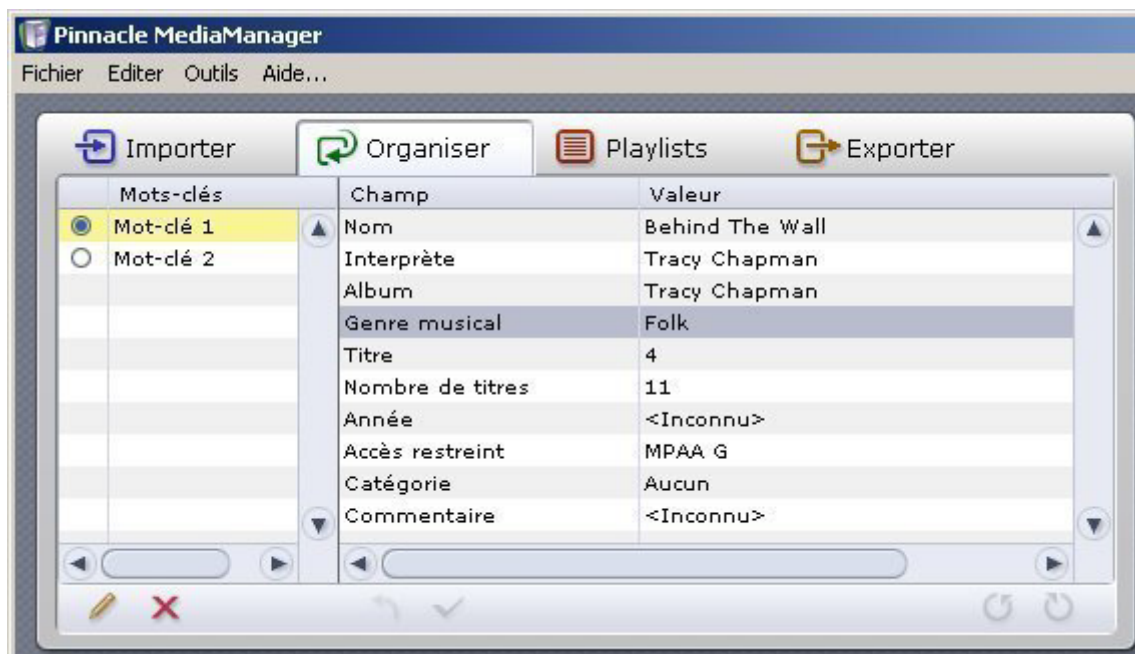 Pinnacle MediaManager
Fichier Editer Outils Aide...
Importer Organiser Playlists Exporter
Mots-clés Champ Valeur
Mot-clé 1 Nom Behind The Wall
Mot-clé 2 Interprète Tracy Chapman
Album Tracy Chapman
Genre musical Folk
Titre 4
Nombre de titres 11
Année <Inconnu>
Accès restreint MPAA G
Catégorie Aucun
Commentaire <Inconnu>